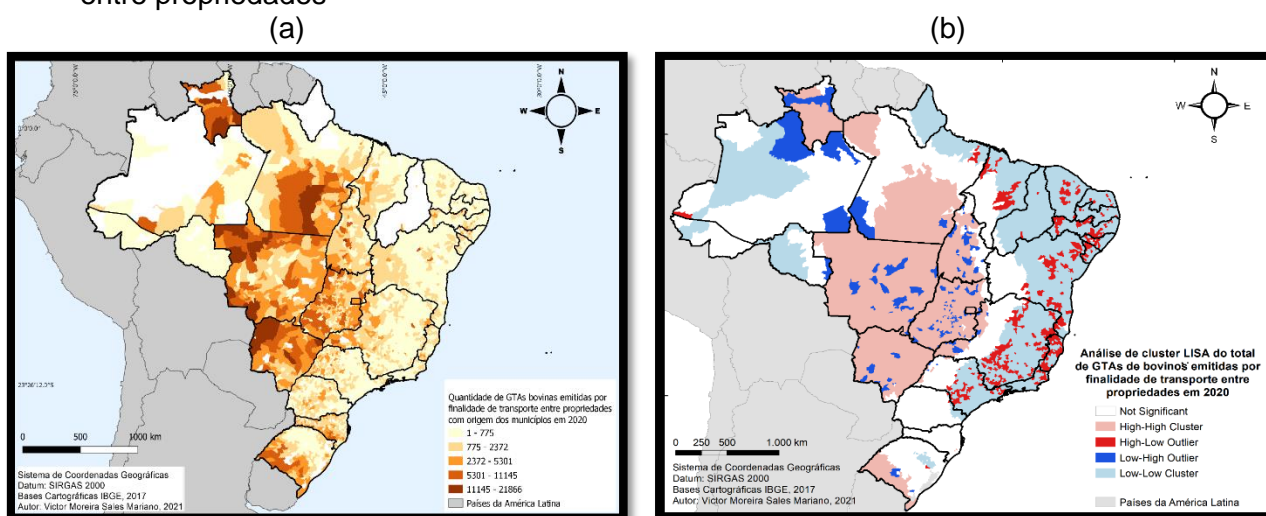 entre propriedades
(a)
(b)
N
W
E
S
Quantidade de GTAs bovinas emitidas por
finalidade de transporte entre propriedades
com origem dos municípios em 2020
1 - 775
775 - 2372
2372 - 5301
5301 - 11145
11145 - 21866
Países da América Latina
0 500 1000 km
Sistema de Coordenadas Geográficas
Datum: SIRGAS 2000
Bases Cartográficas IBGE, 2017
Autor: Victor Moreira Sales Mariano, 2021
N
W
E
S
Análise de cluster LISA do total
de GTAs de bovinos emitidas por
finalidade de transporte entre
propriedades em 2020
Not Significant
High-High Cluster
High-Low Outlier
Low-High Outlier
Low-Low Cluster
Países da América Latina
0 250 500 1.000 km
Sistema de Coordenadas Geográficas
Datum: SIRGAS 2000
Bases Cartográficas IBGE, 2017
Autor: Victor Moreira Sales Mariano, 2021